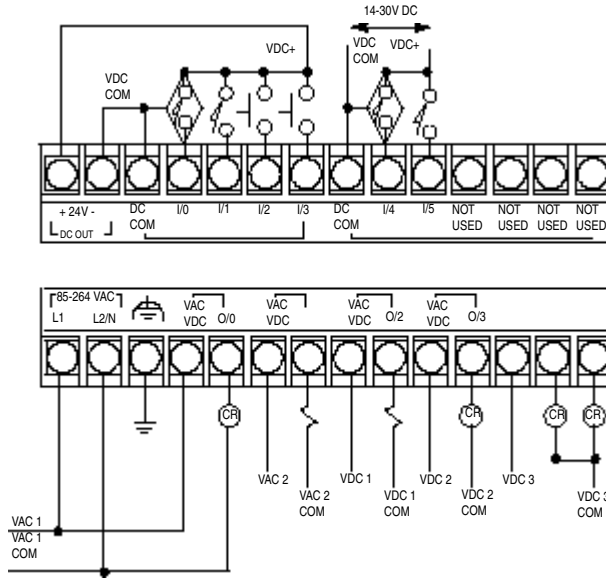 14-30V DC
VDC+
VDC
COM
VDC+
VDC
COM
+ 24V -
DC OUT
DC
COM
I/0
I/1
I/2
I/3
DC
COM
I/4
I/5
NOT
USED
NOT
USED
NOT
USED
NOT
USED
85-264 VAC
L1
L2/N
VAC
VDC
O/0
VAC
VDC
VAC
VDC
O/2
VAC
VDC
O/3
CR
CR
CR
CR
VAC 2
VAC 2
COM
VDC 1
VDC 1
COM
VDC 2
VDC 2
COM
VDC 3
VDC 3
COM
VAC 1
VAC 1
COM